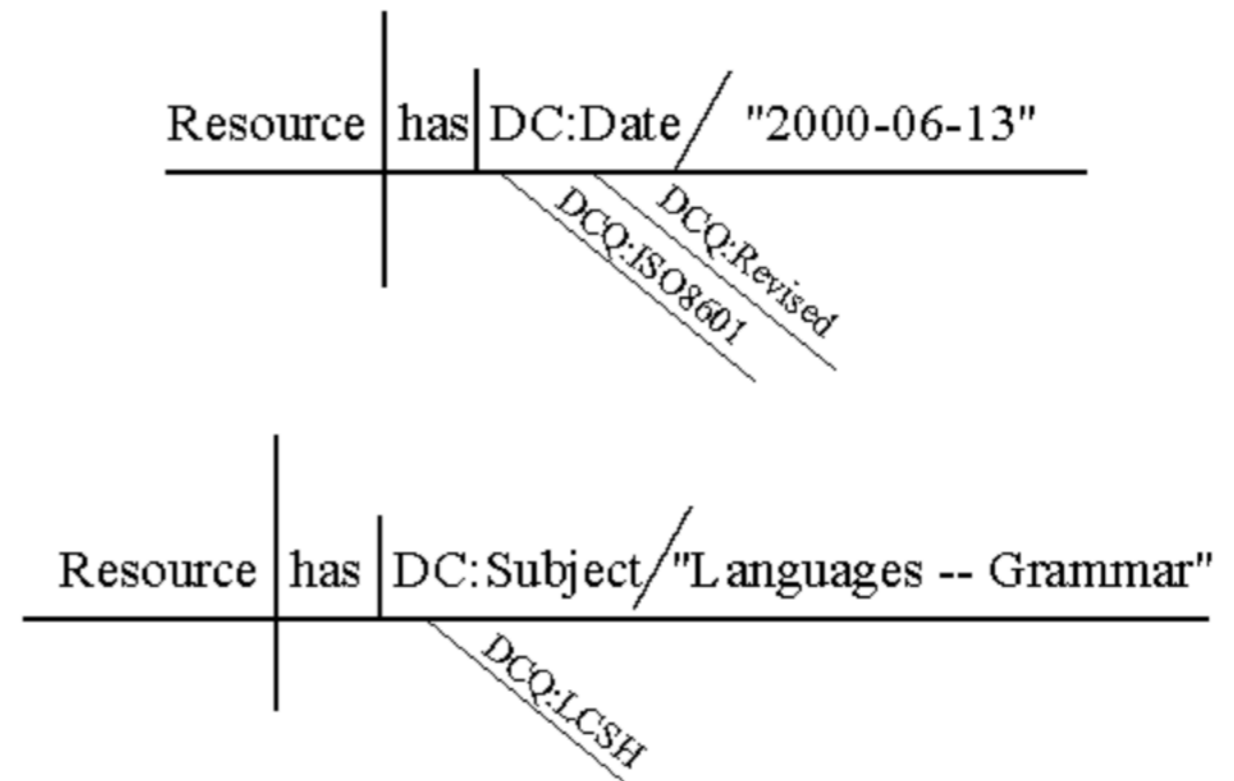 Resource has DC:Date "2000-06-13"
DCQ:ISO8601
DCQ:Revised
Resource has DC:Subject "Languages -- Grammar"
DCQ:LCSH